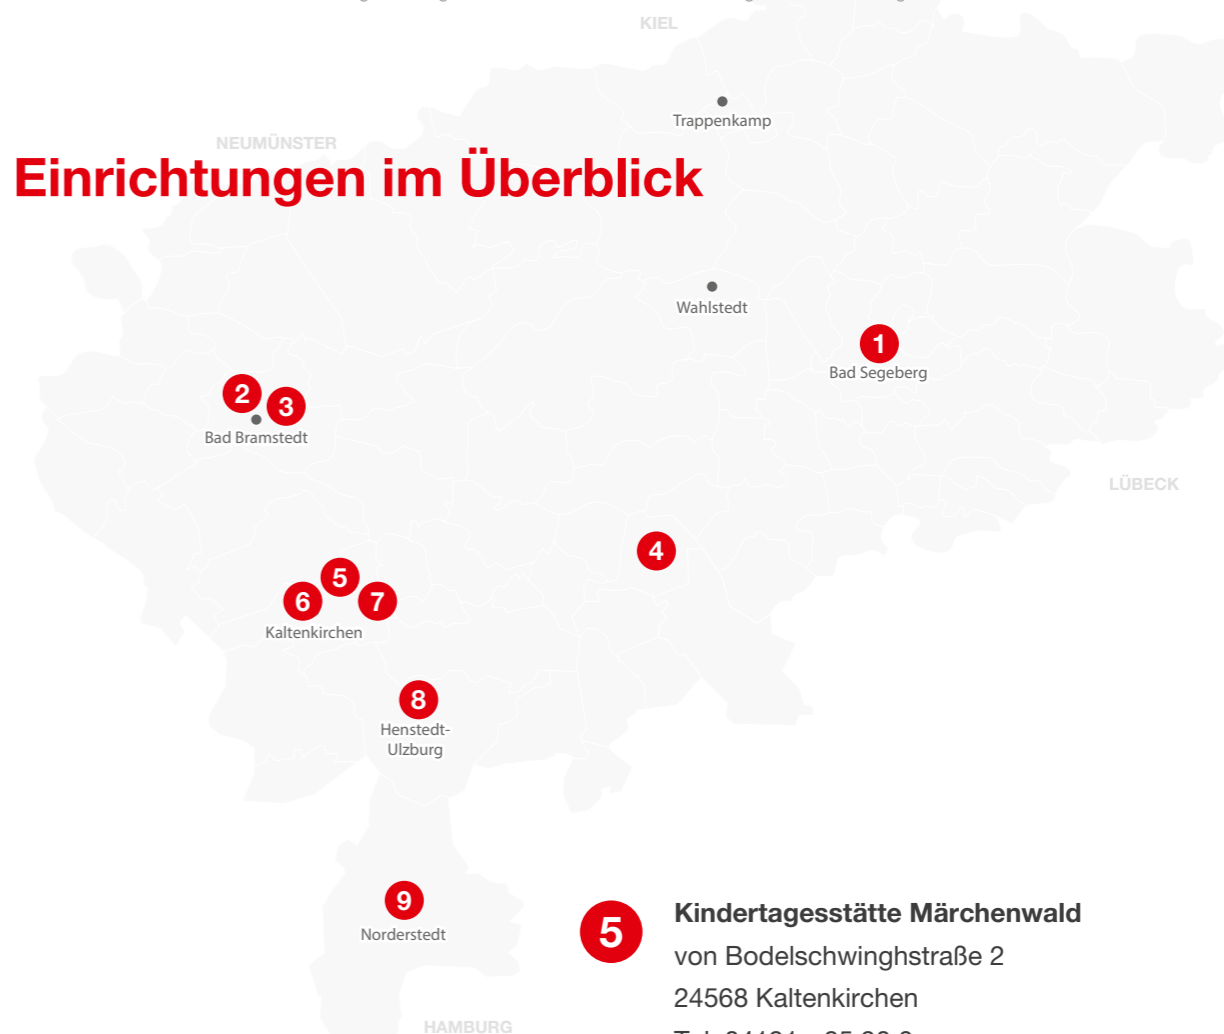 KIEL
Trappenkamp
NEUMÜNSTER
Einrichtungen im Überblick
Wahlstedt
1
Bad Segeberg
2
3
Bad Bramstedt
LÜBECK
4
5
6
7
Kaltenkirchen
8
Henstedt-
Ulzburg
9
Norderstedt
5
Kindertagesstätte Märchenwald
von Bodelschwinghstraße 2
24568 Kaltenkirchen
HAMBURG